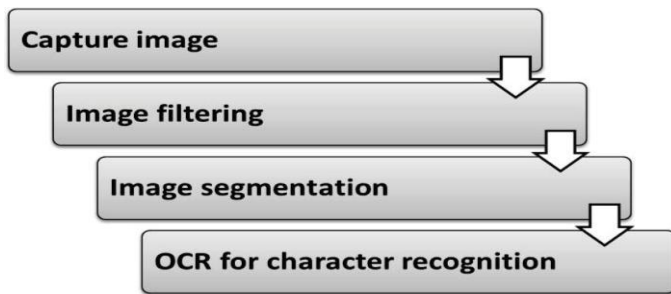 Capture image
Image filtering
Image segmentation
OCR for character recognition